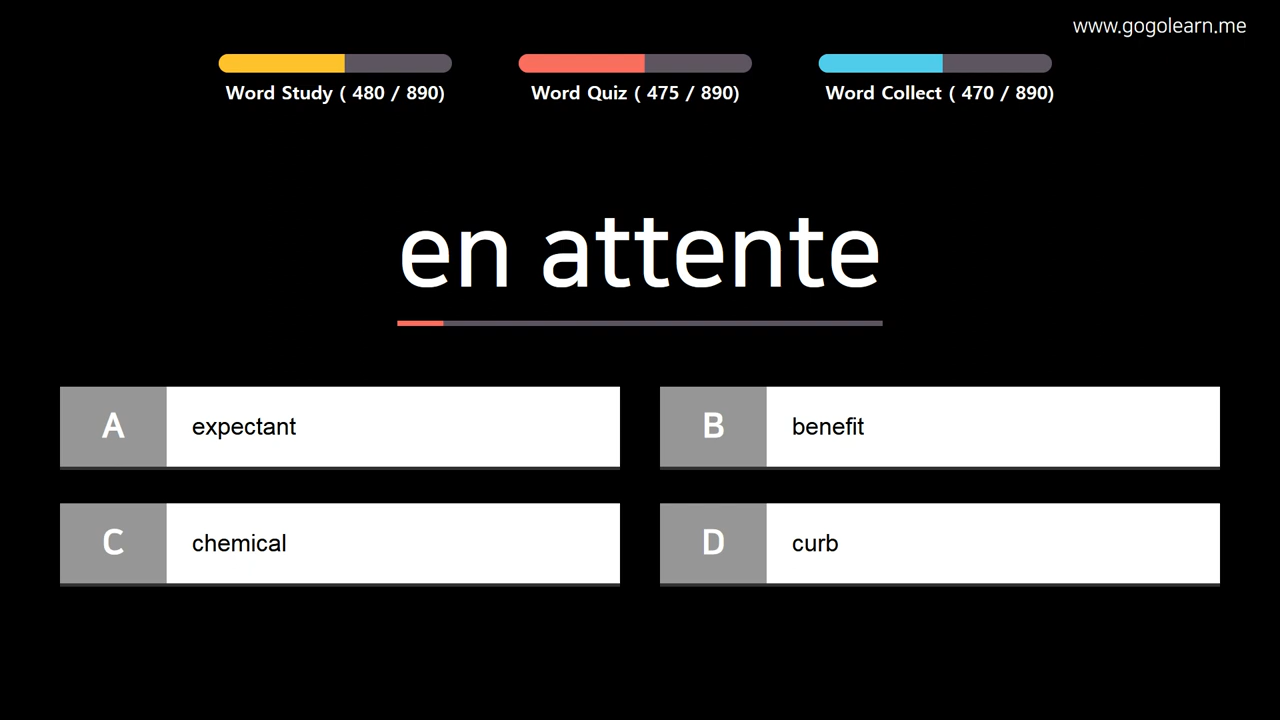 www.gogolearn.me
Word Study ( 480 / 890)
Word Quiz ( 475 / 890)
Word Collect ( 470 / 890)
en attente
A expectant
B benefit
C chemical
D curb